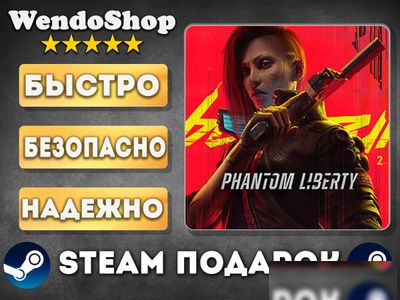 WendoShop
БЫСТРО
БЕЗОПАСНО
НАДЕЖНО
PHANTOM LIBERTY
STEAM ПОДАРОК